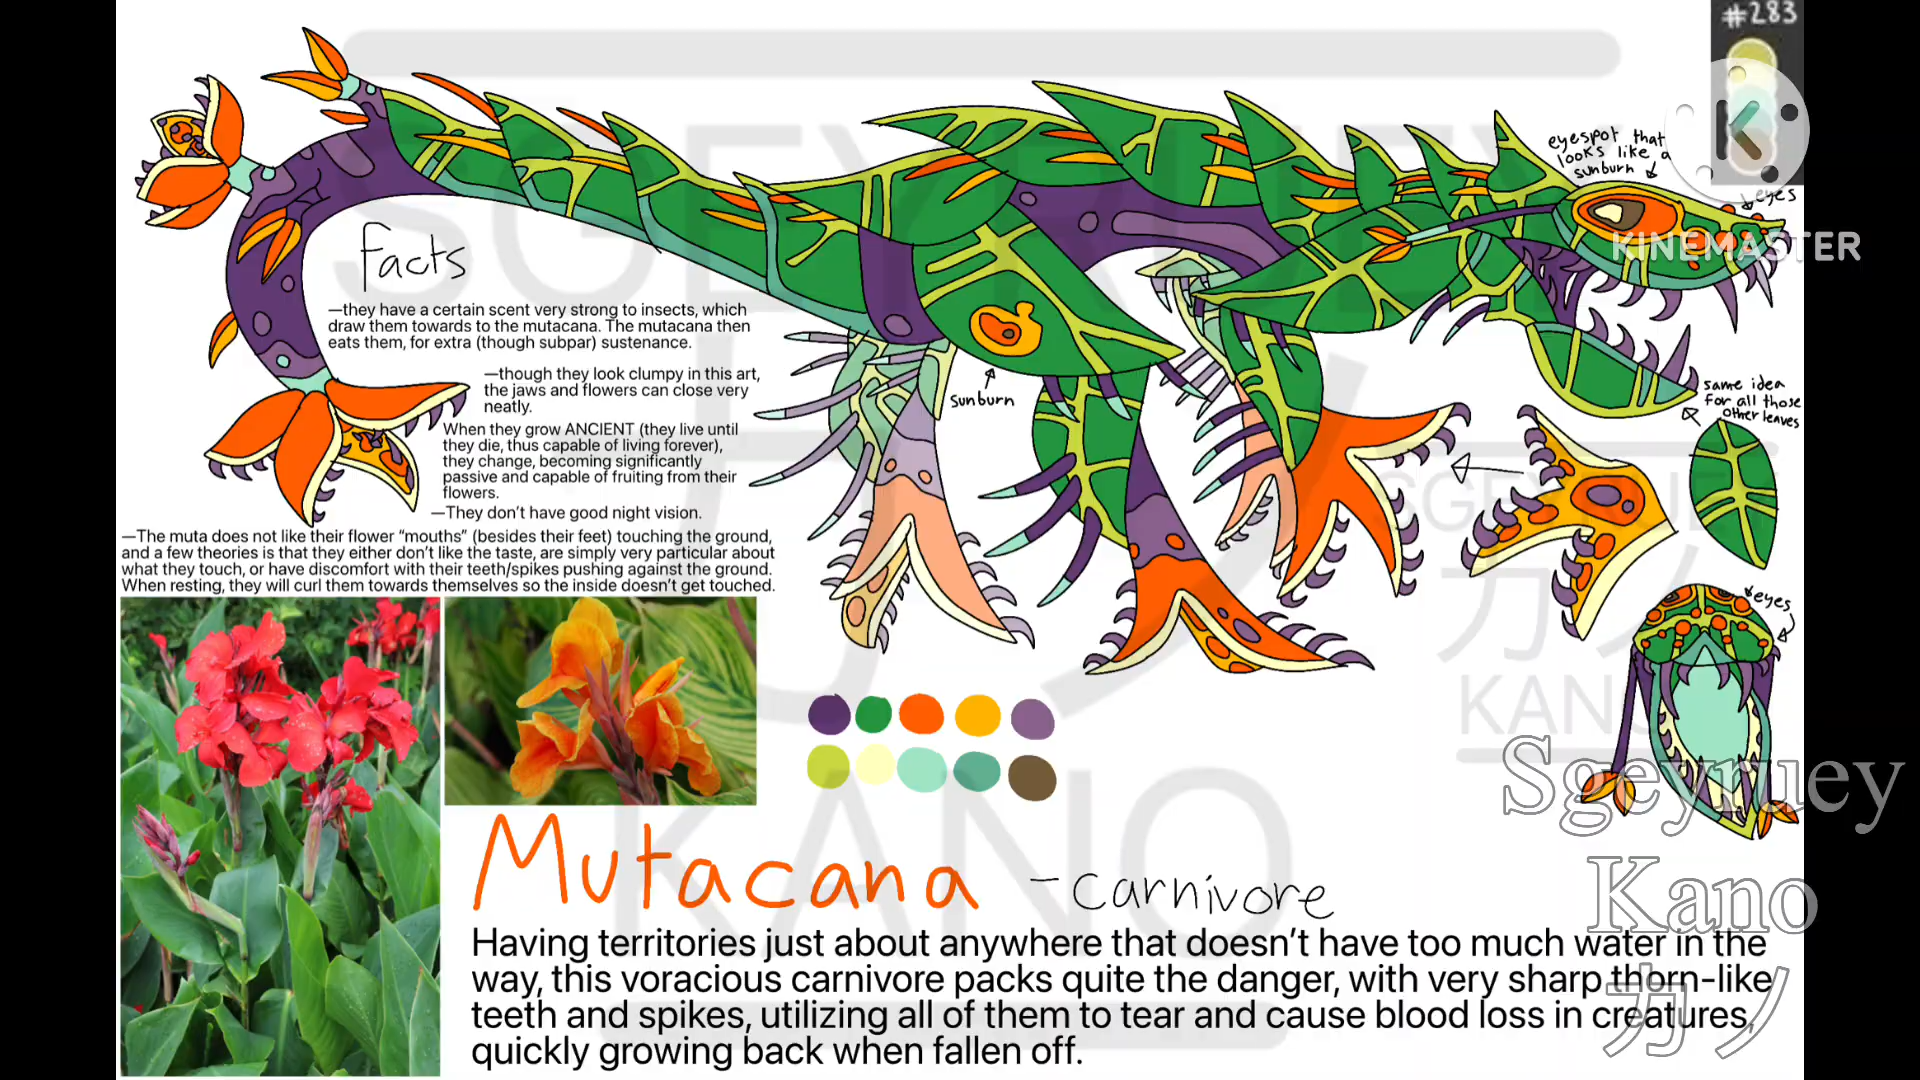 #283
eyespot that
looks like a
sunburn
eyes
K
KINEMASTER
Facts
—they have a certain scent very strong to insects, which
draw them towards to the mutacana. The mutacana then
eats them, for extra (though subpar) sustenance.
—though they look clumpy in this art,
the jaws and flowers can close very
neatly.
When they grow ANCIENT (they live until
they die, thus capable of living forever),
they change, becoming significantly
passive and capable of fruiting from their
flowers.
—They don't have good night vision.
—The muta does not like their flower "mouths" (besides their feet) touching the ground,
and a few theories is that they either don't like the taste, are simply very particular about
what they touch, or have discomfort with their teeth/spikes pushing against the ground.
When resting, they will curl them towards themselves so the inside doesn't get touched.
sunburn
same idea
for all those
other leaves
eyes
SGEYRUEY
カノ
KANO
SGEYRUEY
カノ
KANO
Sgeyruey
Kano
カノ
Mutacana -carnivore
Having territories just about anywhere that doesn't have too much water in the
way, this voracious carnivore packs quite the danger, with very sharp thorn-like
teeth and spikes, utilizing all of them to tear and cause blood loss in creatures,
quickly growing back when fallen off.